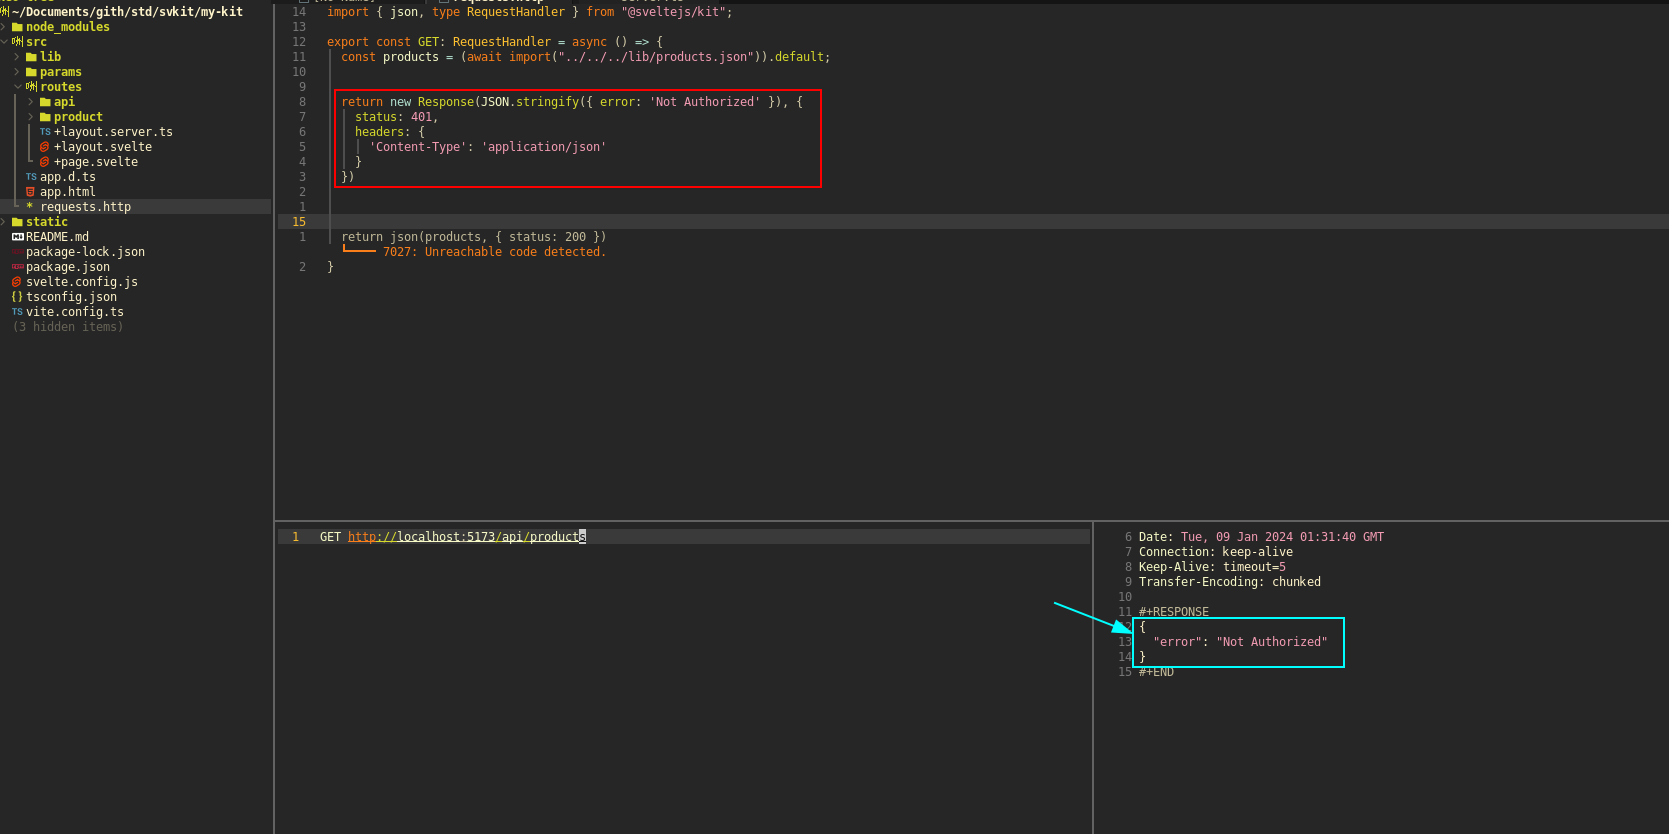 ~/Documents/gith/std/svkit/my-kit
node_modules
src
lib
params
routes
api
product
TS +layout.server.ts
+layout.svelte
+page.svelte
TS app.d.ts
app.html
* requests.http
static
README.md
package-lock.json
package.json
svelte.config.js
{} tsconfig.json
TS vite.config.ts
(3 hidden items)
14 import { json, type RequestHandler } from "@sveltejs/kit";
13
12 export const GET: RequestHandler = async () => {
11 const products = (await import("../../../lib/products.json")).default;
10
9
8 return new Response(JSON.stringify({ error: 'Not Authorized' }), {
7 status: 401,
6 headers: {
5 'Content-Type': 'application/json'
4 }
3 })
2
1
15
1 return json(products, { status: 200 })
7027: Unreachable code detected.
2 }
1 GET http://localhost:5173/api/products
6 Date: Tue, 09 Jan 2024 01:31:40 GMT
7 Connection: keep-alive
8 Keep-Alive: timeout=5
9 Transfer-Encoding: chunked
10
11 #+RESPONSE
12 {
13 "error": "Not Authorized"
14 }
15 #+END